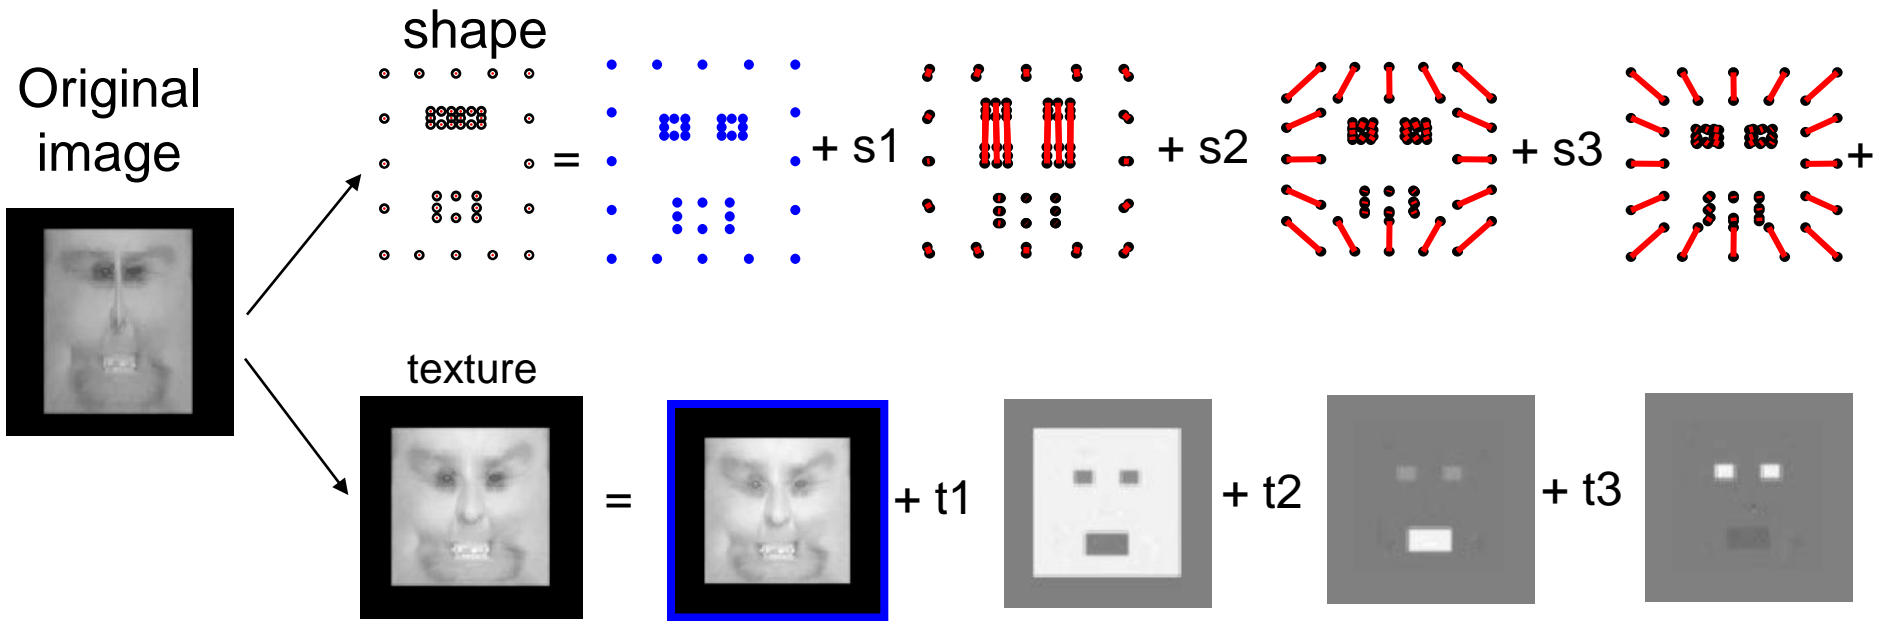 Original
image
shape
=
+ s1
+ s2
+ s3
+
texture
=
+ t1
+ t2
+ t3